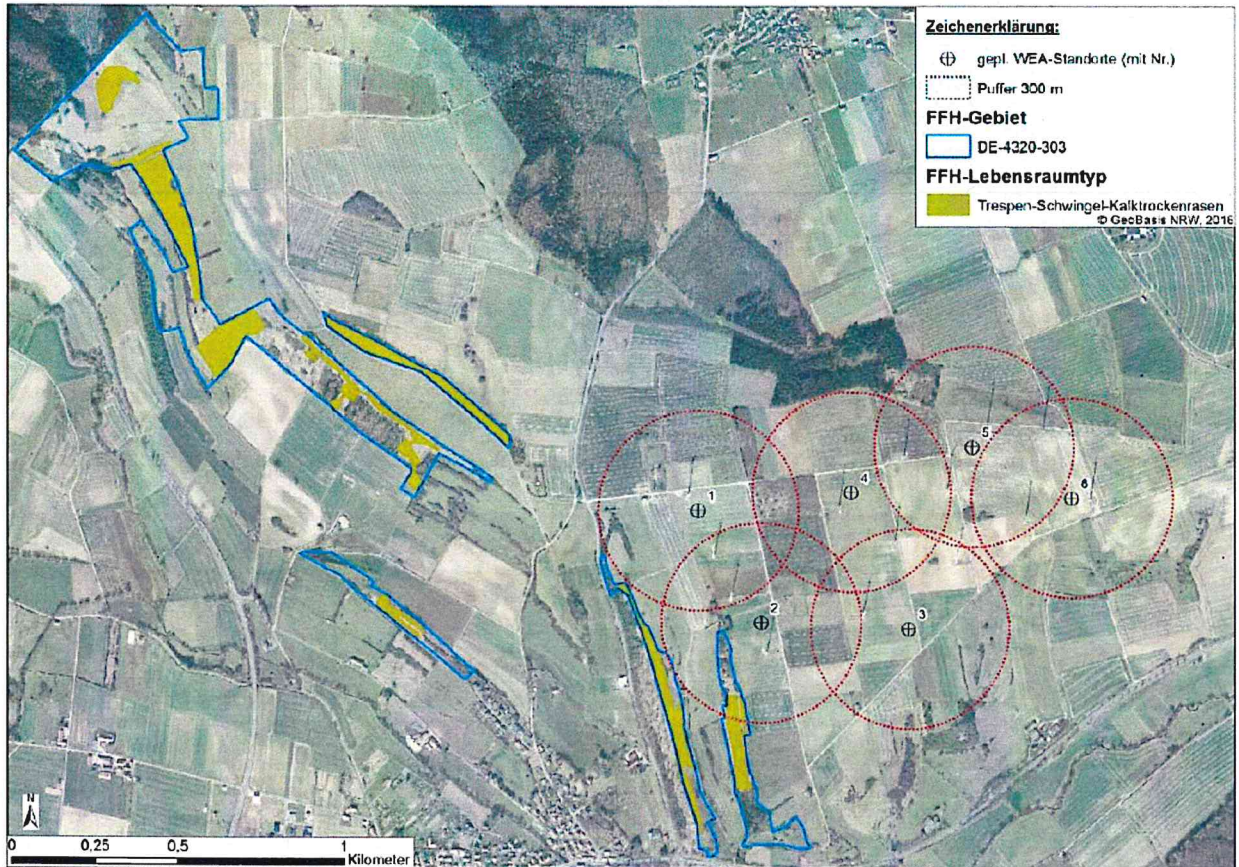 Zeichenerklärung:
gepl. WEA-Standorte (mit Nr.)
Puffer 300 m
FFH-Gebiet
DE-4320-303
FFH-Lebensraumtyp
Trespen-Schwingel-Kalktrockenrasen
© GeoBasis NRW, 2016
5
4
6
1
2
3
N
0 0,25 0,5 1
Kilometer